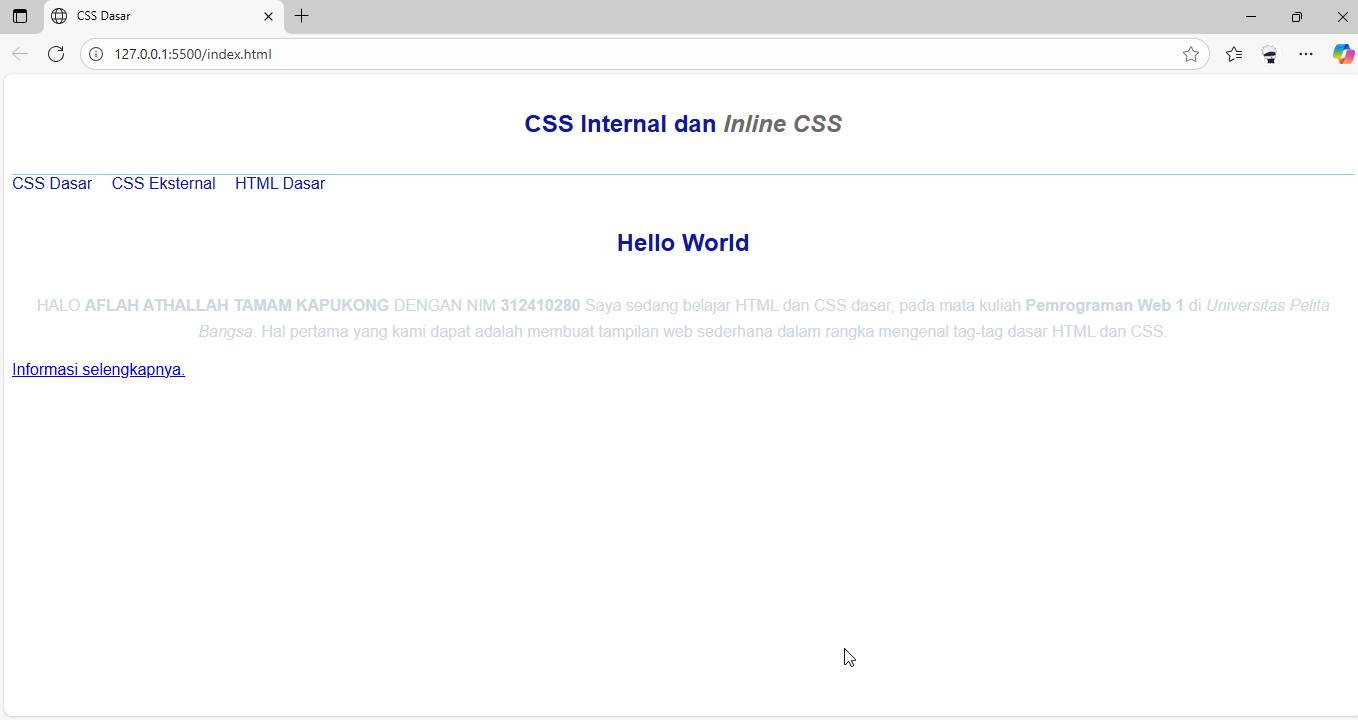 CSS Dasar
127.0.0.1:5500/index.html
CSS Internal dan Inline CSS
CSS Dasar CSS Eksternal HTML Dasar
Hello World
HALO AFLAH ATHALLAH TAMAM KAPUKONG DENGAN NIM 312410280 Saya sedang belajar HTML dan CSS dasar, pada mata kuliah Pemrograman Web 1 di Universitas Pelita
Bangsa. Hal pertama yang kami dapat adalah membuat tampilan web sederhana dalam rangka mengenal tag-tag dasar HTML dan CSS.
Informasi selengkapnya.